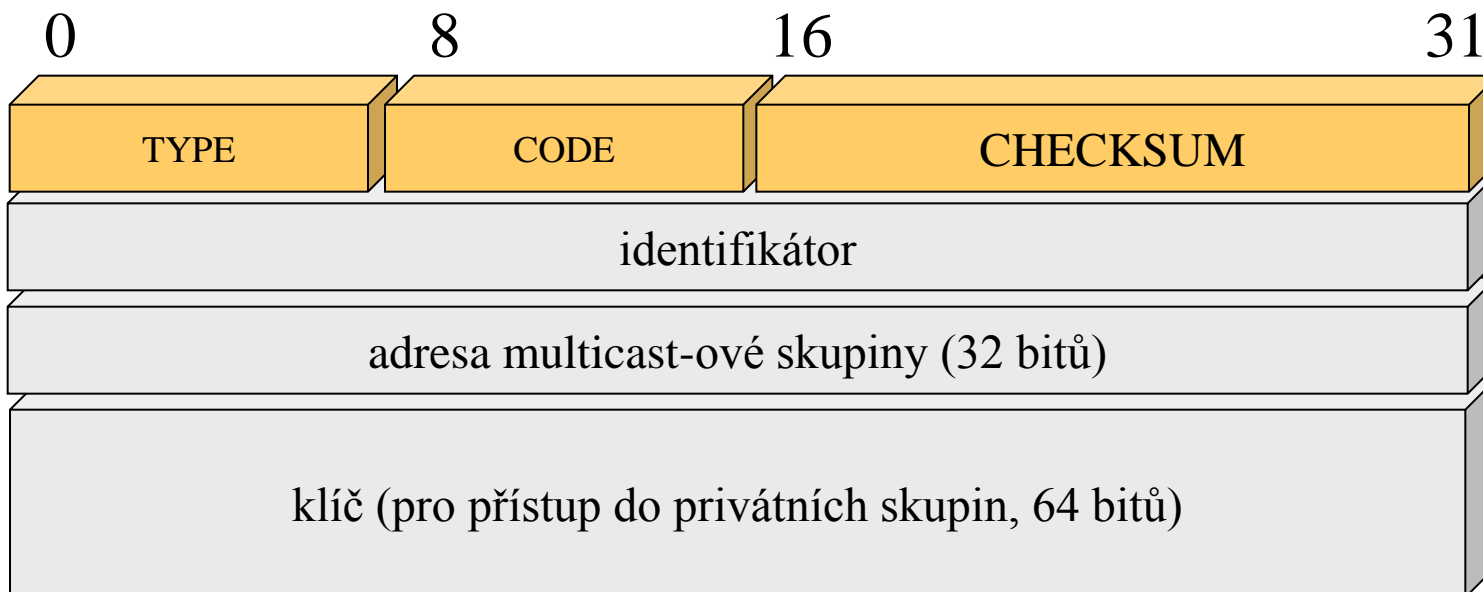 0 8 16 31
TYPE CODE CHECKSUM
identifikátor
adresa multicast-ové skupiny (32 bitů)
klíč (pro přístup do privátních skupin, 64 bitů)